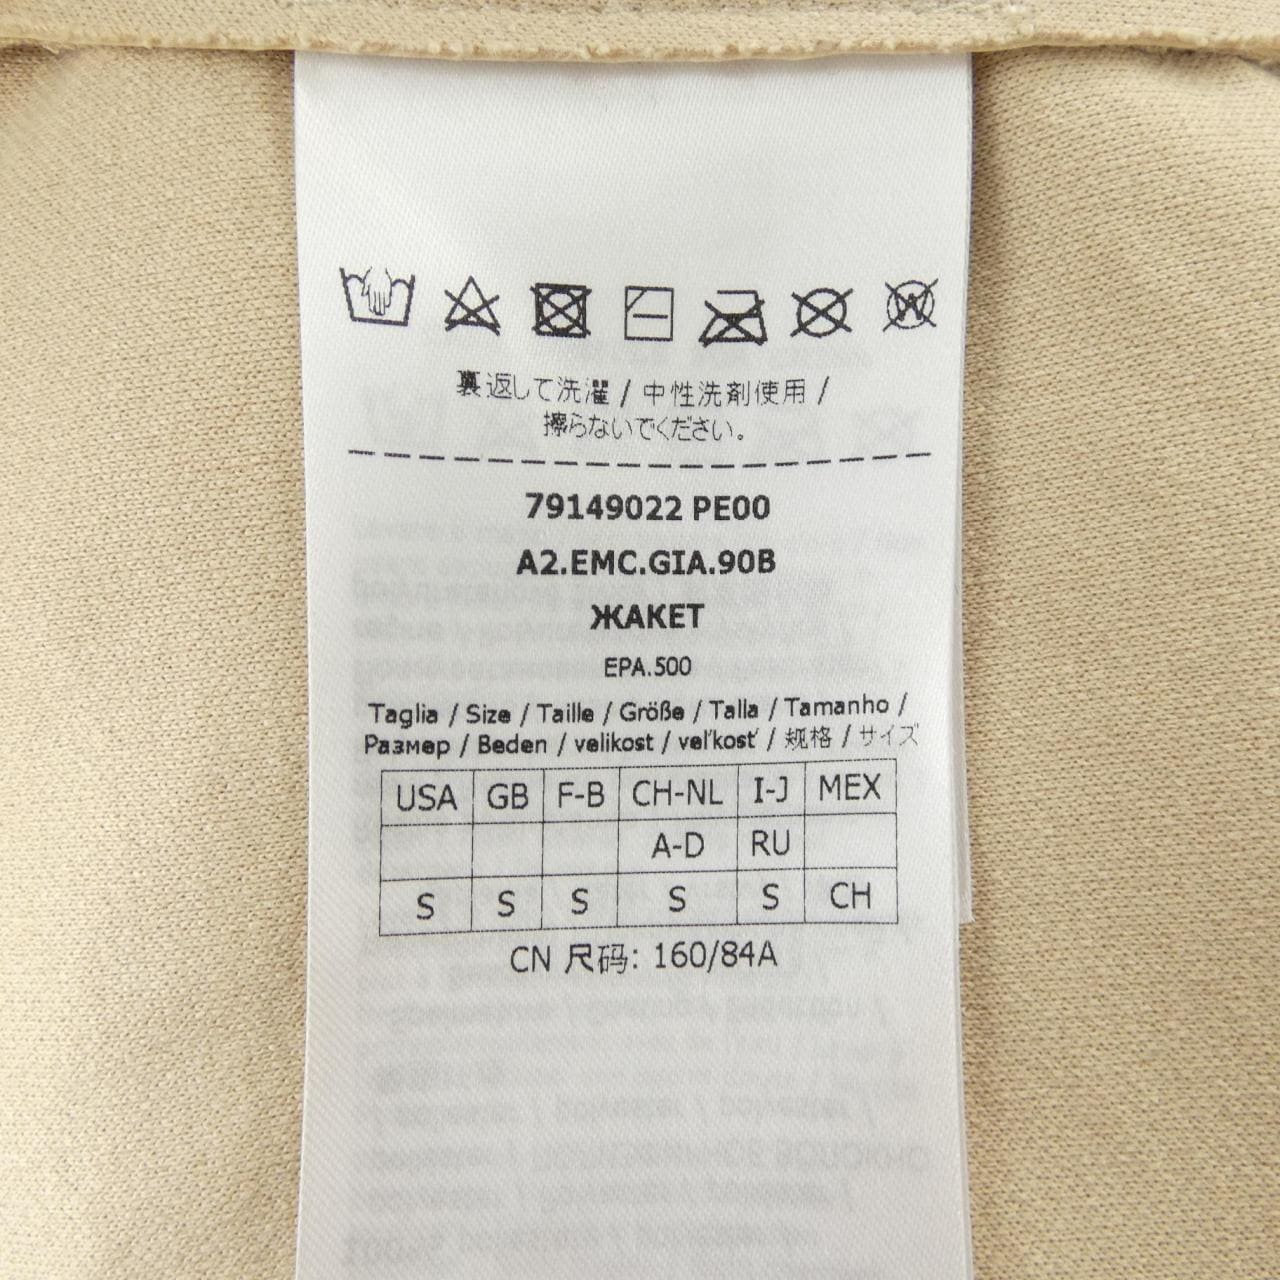 裏返して洗濯 / 中性洗剤使用 /
擦らないでください。
79149022 PE00
A2.EMC.GIA.90B
ЖАКЕТ
EPA.500
Taglia / Size / Taille / Größe / Talla / Tamanho /
Размер / Beden / velikost / veľkosť / 规格 / サイズ
USA GB F-B CH-NL I-J MEX
A-D RU
S S S S S CH
CN 尺码: 160/84A